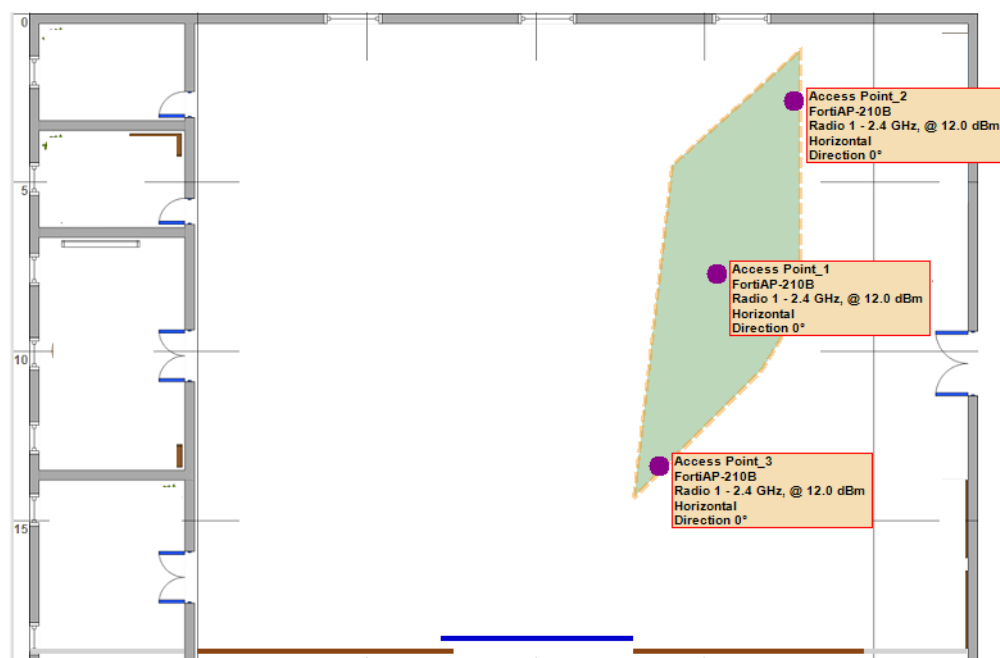 0
Access Point_2
FortiAP-210B
Radio 1 - 2.4 GHz, @ 12.0 dBm
Horizontal
Direction 0°
5
Access Point_1
FortiAP-210B
Radio 1 - 2.4 GHz, @ 12.0 dBm
Horizontal
Direction 0°
10
Access Point_3
FortiAP-210B
Radio 1 - 2.4 GHz, @ 12.0 dBm
Horizontal
Direction 0°
15